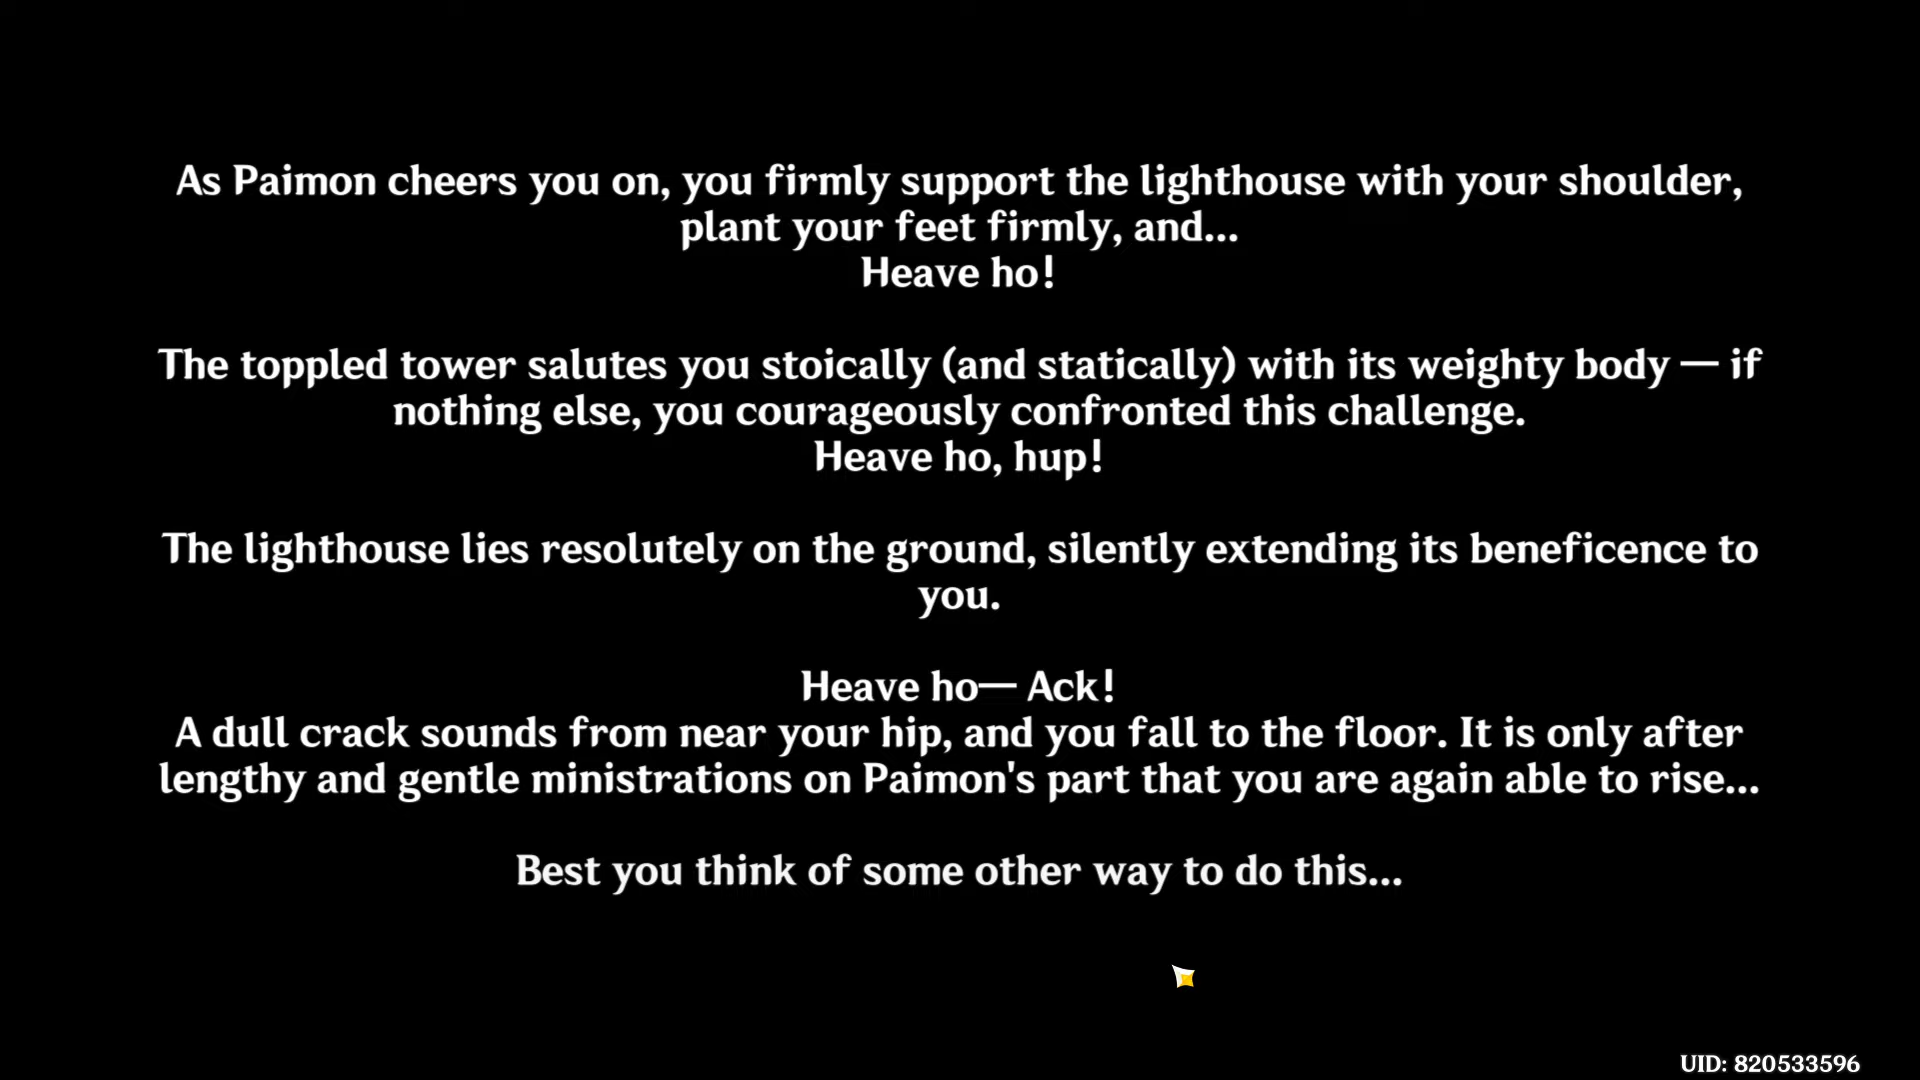 As Paimon cheers you on, you firmly support the lighthouse with your shoulder,
plant your feet firmly, and...
Heave ho!
The toppled tower salutes you stoically (and statically) with its weighty body — if
nothing else, you courageously confronted this challenge.
Heave ho, hup!
The lighthouse lies resolutely on the ground, silently extending its beneficence to
you.
Heave ho— Ack!
A dull crack sounds from near your hip, and you fall to the floor. It is only after
lengthy and gentle ministrations on Paimon's part that you are again able to rise...
Best you think of some other way to do this...
UID: 820533596